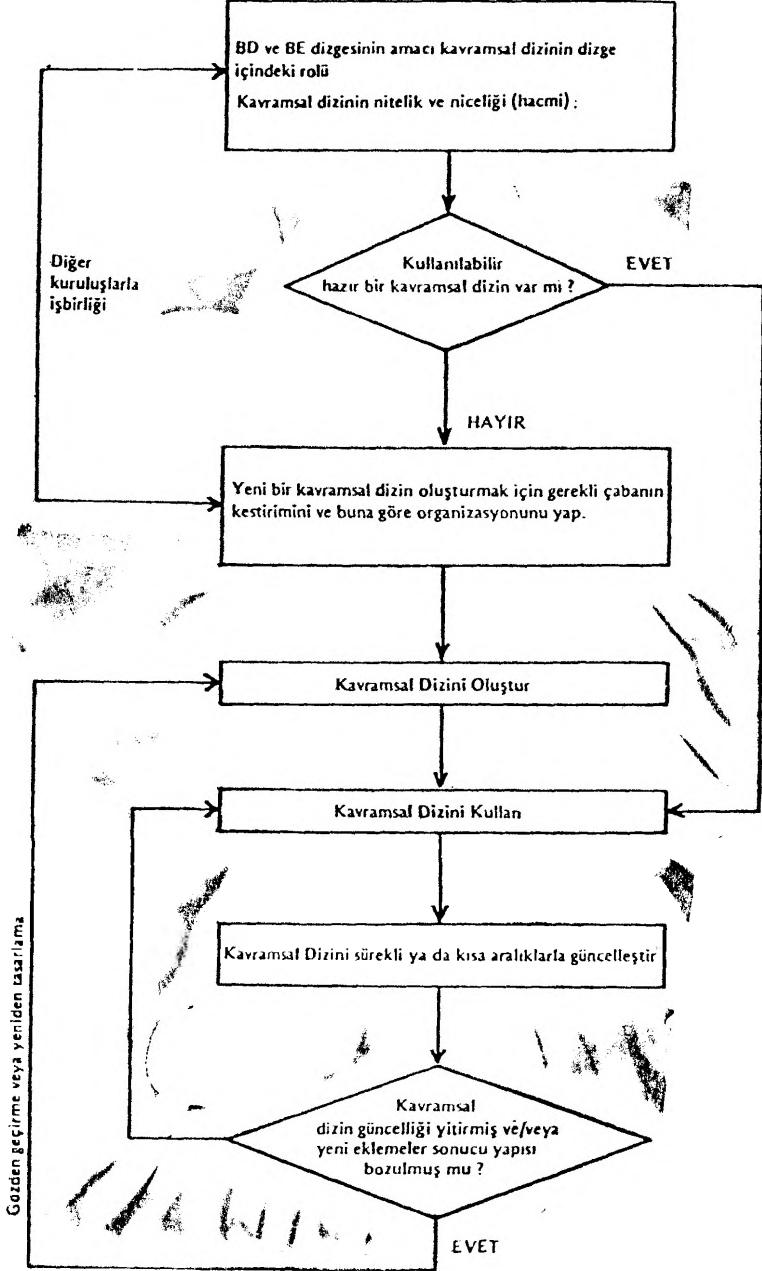 BD ve BE dizgesinin amacı kavramsal dizinin dizge
içindeki rolü
Kavramsal dizinin nitelik ve niceliği (hacmi) :
Diğer
kuruluşlarla
işbirliği
Kullanılabilir
hazır bir kavramsal dizin var mı ?
EVET
HAYIR
Yeni bir kavramsal dizin oluşturmak için gerekli çabanın
kestirimini ve buna göre organizasyonunu yap.
Kavramsal Dizini Oluştur
Kavramsal Dizini Kullan
Kavramsal Dizini sürekli ya da kısa aralıklarla güncelleştir
Kavramsal
dizin güncelliği yitirmiş ve/veya
yeni eklemeler sonucu yapısı
bozulmuş mu ?
EVET
Gözden geçirme veya yeniden tasarlama